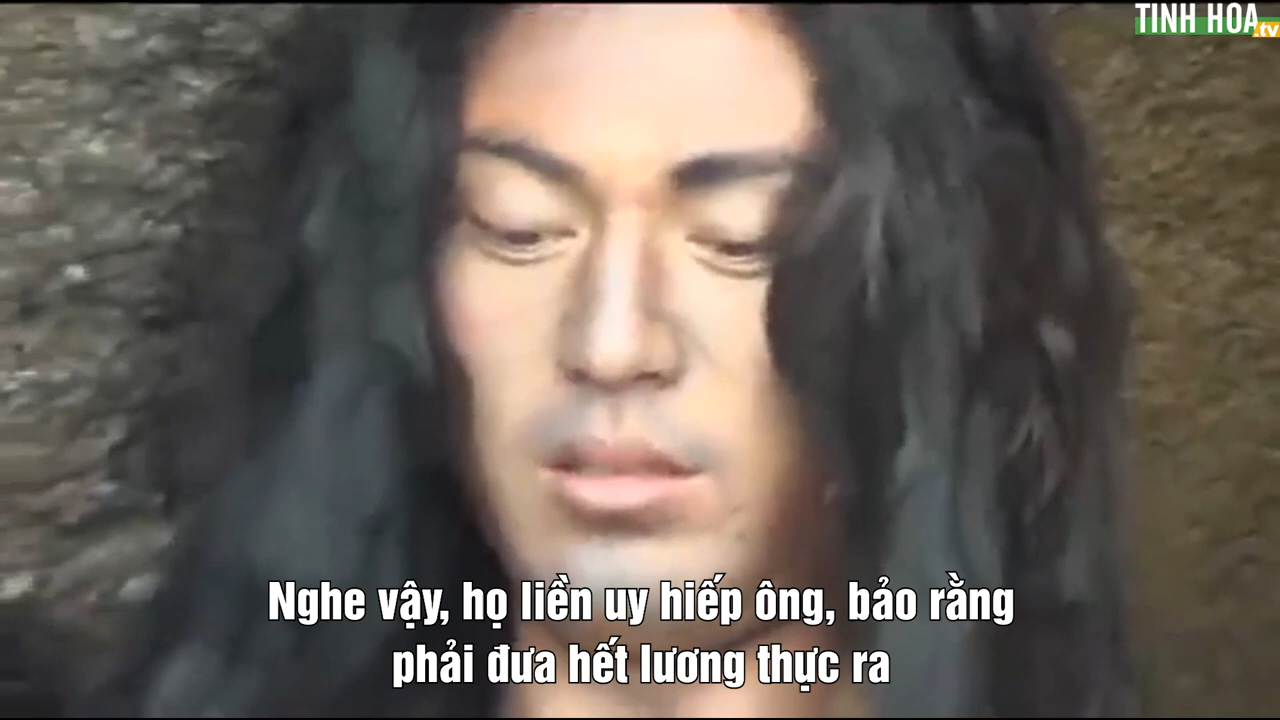 TINH HOA
.tv
Nghe vậy, họ liền uy hiếp ông, bảo rằng
phải đưa hết lương thực ra